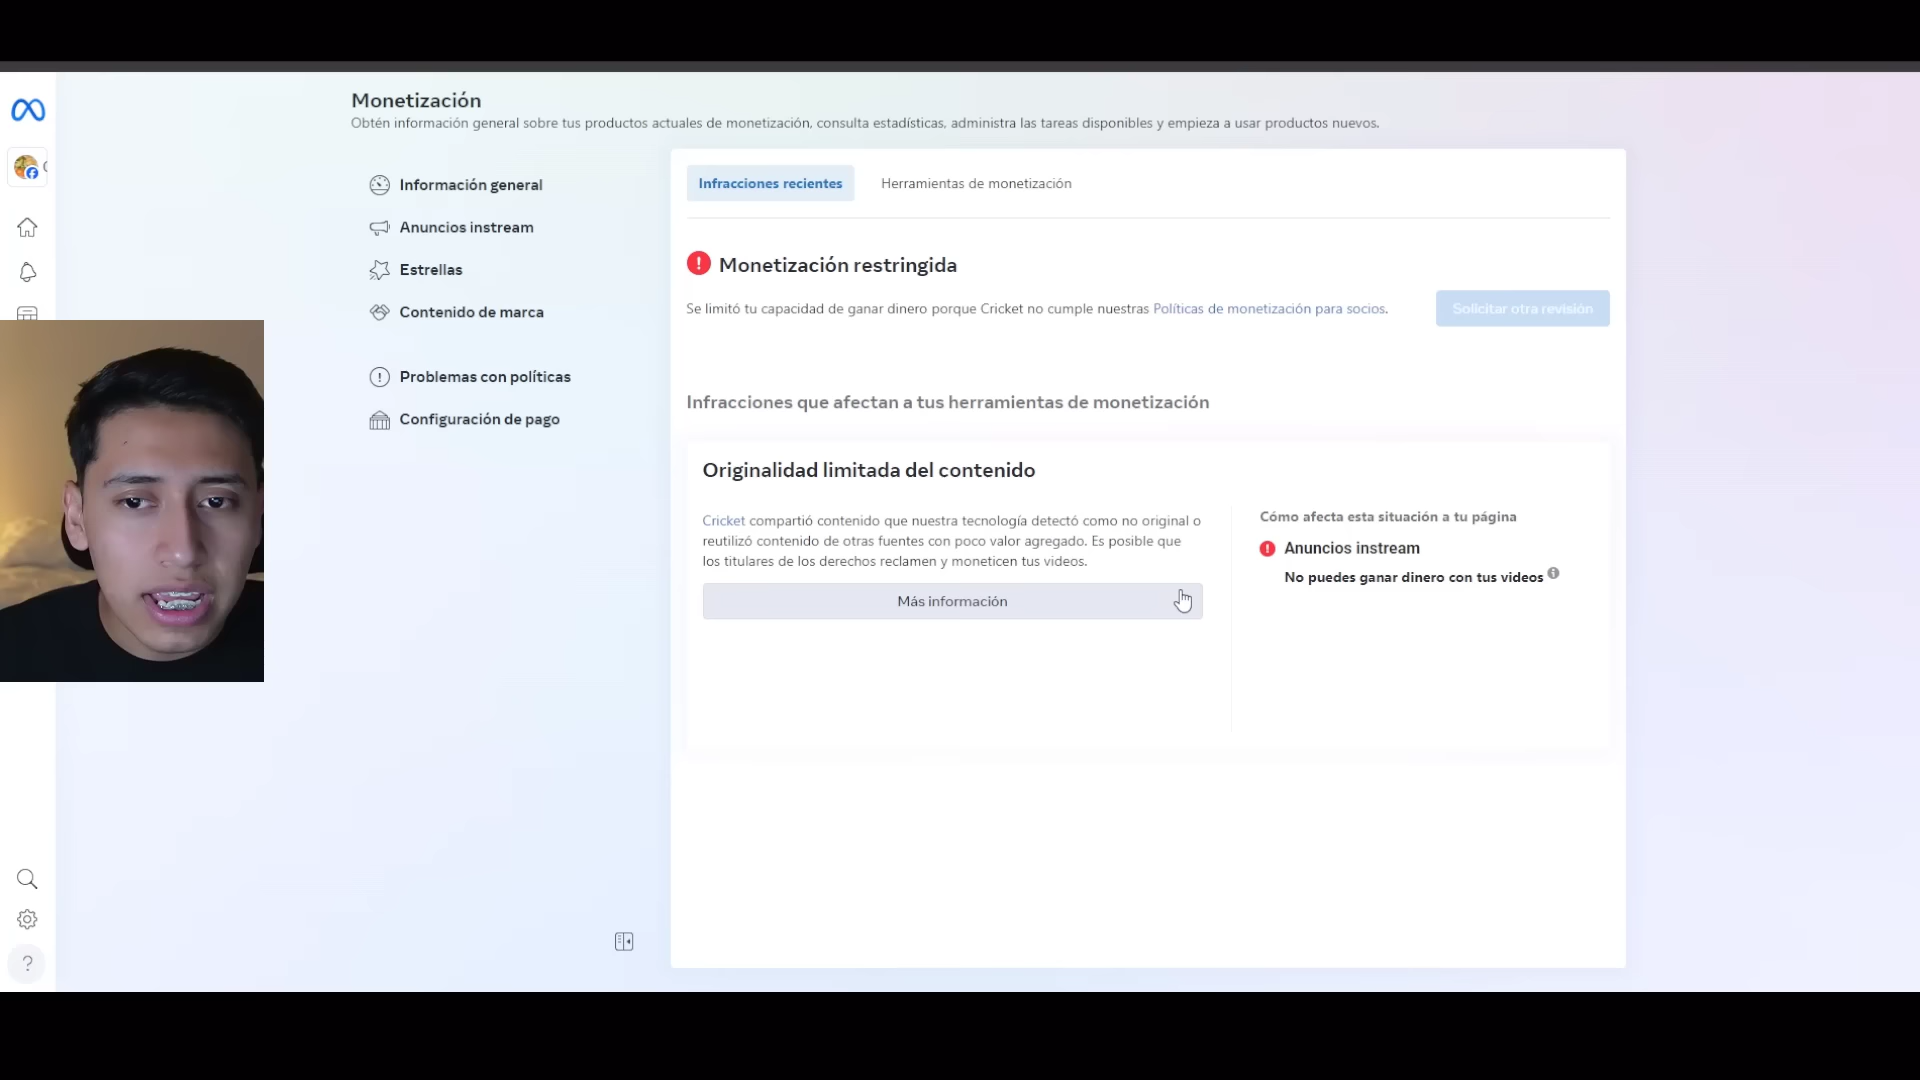 Monetización
Obtén información general sobre tus productos actuales de monetización, consulta estadísticas, administra las tareas disponibles y empieza a usar productos nuevos.
Información general
Anuncios instream
Estrellas
Contenido de marca
Problemas con políticas
Configuración de pago
Infracciones recientes
Herramientas de monetización
Monetización restringida
Se limitó tu capacidad de ganar dinero porque Cricket no cumple nuestras Políticas de monetización para socios.
Solicitar otra revisión
Infracciones que afectan a tus herramientas de monetización
Originalidad limitada del contenido
Cricket compartió contenido que nuestra tecnología detectó como no original o
reutilizó contenido de otras fuentes con poco valor agregado. Es posible que
los titulares de los derechos reclamen y moneticen tus videos.
Más información
Cómo afecta esta situación a tu página
Anuncios instream
No puedes ganar dinero con tus videos